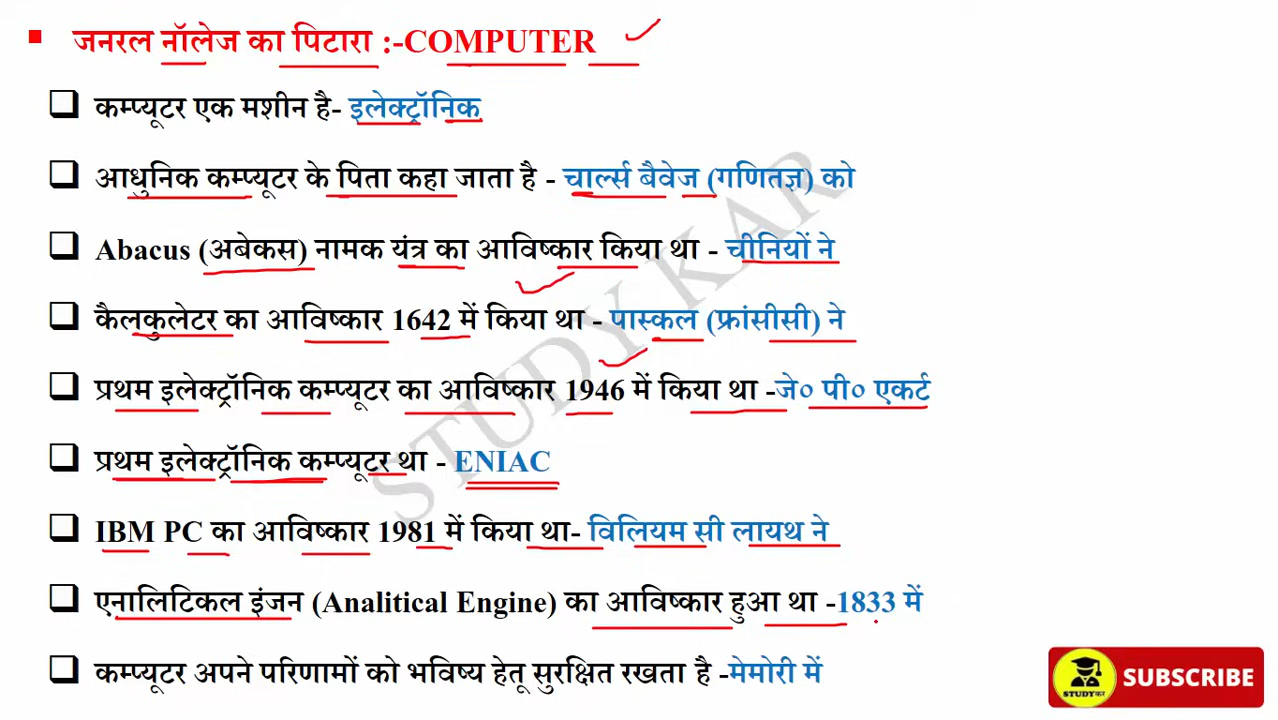 जनरल नॉलेज का पिटारा :-COMPUTER
कम्प्यूटर एक मशीन है- इलेक्ट्रॉनिक
आधुनिक कम्प्यूटर के पिता कहा जाता है - चार्ल्स बैवेज (गणितज्ञ) को
Abacus (अबेकस) नामक यंत्र का आविष्कार किया था - चीनियों ने
कैलकुलेटर का आविष्कार 1642 में किया था - पास्कल (फ्रांसीसी) ने
प्रथम इलेक्ट्रॉनिक कम्प्यूटर का आविष्कार 1946 में किया था -जे० पी० एकर्ट
प्रथम इलेक्ट्रॉनिक कम्प्यूटर था - ENIAC
IBM PC का आविष्कार 1981 में किया था- विलियम सी लायथ ने
एनालिटिकल इंजन (Analitical Engine) का आविष्कार हुआ था -1833 में
कम्प्यूटर अपने परिणामों को भविष्य हेतू सुरक्षित रखता है -मेमोरी में
STUDY KAR
STUDYकर
SUBSCRIBE